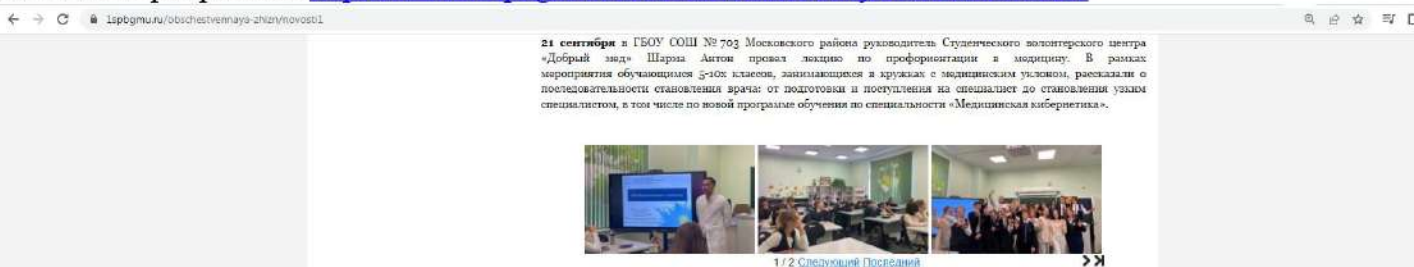 1spbgmu.ru/obschestvennaya-zhizn/novosti1
21 сентября в ГБОУ СОШ № 703 Московского района руководитель Студенческого волонтерского центра
«Добрый мед» Шарма Антон провел лекцию по профориентации в медицину. В рамках
мероприятия обучающимся 5-10х классов, занимающихся в кружках с медицинским уклоном, рассказали о
последовательности становления врача: от подготовки и поступления на специалист до становления узким
специалистом, в том числе по новой программе обучения по специальности «Медицинская кибернетика».
1 / 2 Следующий Последний